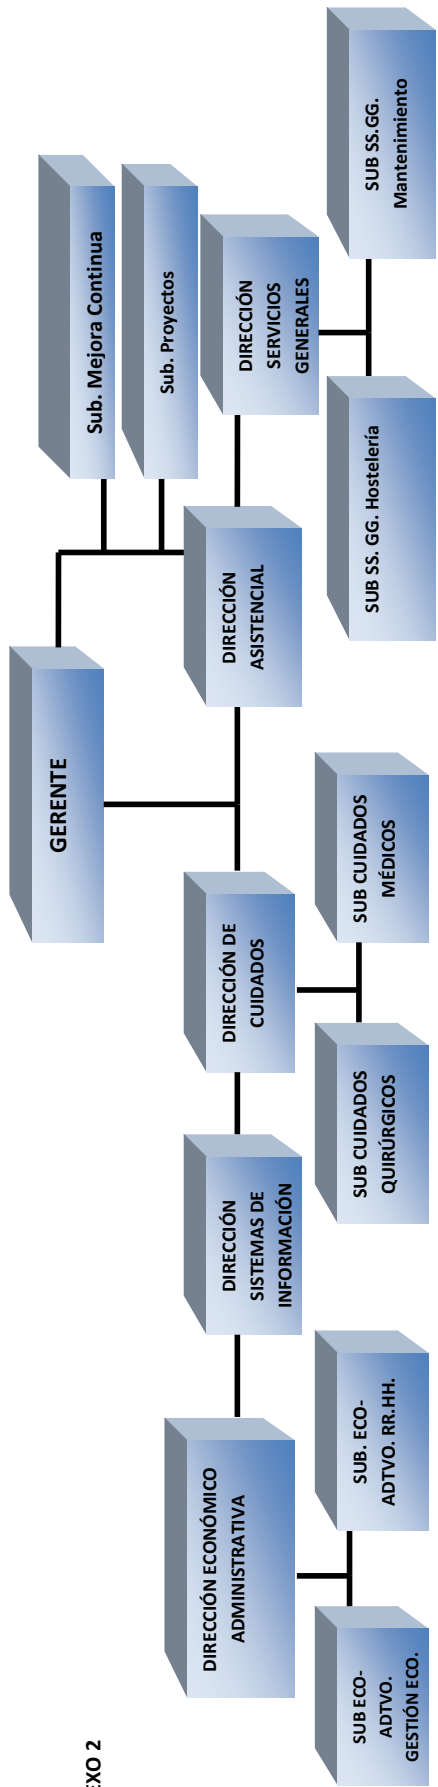 EXO 2
GERENTE
Sub. Mejora Continua
Sub. Proyectos
DIRECCIÓN ECONÓMICO
ADMINISTRATIVA
DIRECCIÓN
SISTEMAS DE
INFORMACIÓN
DIRECCIÓN DE
CUIDADOS
DIRECCIÓN
ASISTENCIAL
DIRECCIÓN
SERVICIOS
GENERALES
SUB ECO-
ADTVO.
GESTIÓN ECO.
SUB. ECO-
ADTVO. RR.HH.
SUB CUIDADOS
QUIRÚRGICOS
SUB CUIDADOS
MÉDICOS
SUB SS. GG. Hostelería
SUB SS.GG.
Mantenimiento